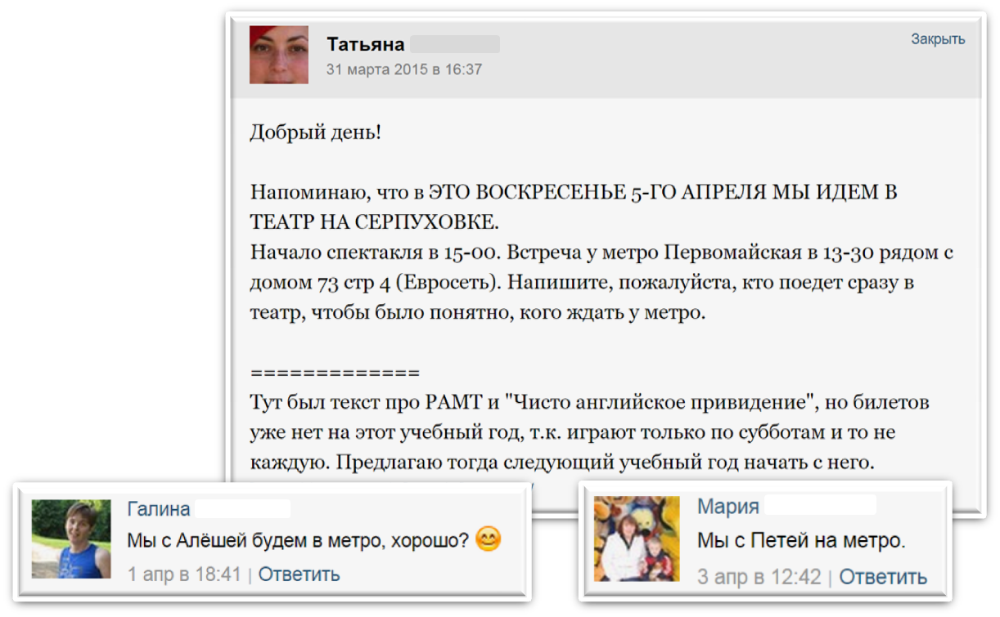 Татьяна
Закрыть
31 марта 2015 в 16:37
Добрый день!
Напоминаю, что в ЭТО ВОСКРЕСЕНЬЕ 5-ГО АПРЕЛЯ МЫ ИДЕМ В
ТЕАТР НА СЕРПУХОВКЕ.
Начало спектакля в 15-00. Встреча у метро Первомайская в 13-30 рядом с
домом 73 стр 4 (Евросеть). Напишите, пожалуйста, кто поедет сразу в
театр, чтобы было понятно, кого ждать у метро.
=============
Тут был текст про РАМТ и "Чисто английское привидение", но билетов
уже нет на этот учебный год, т.к. играют только по субботам и то не
каждую. Предлагаю тогда следующий учебный год начать с него.
Галина
Мы с Алёшей будем в метро, хорошо? 😊
1 апр в 18:41 | Ответить
Мария
Мы с Петей на метро.
3 апр в 12:42 | Ответить